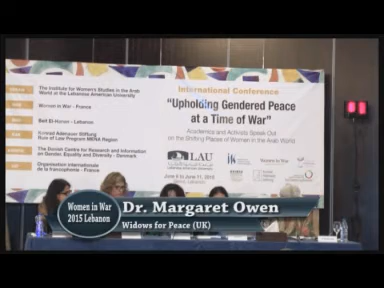 The Institute for Women's Studies in the Arab
World at the Lebanese American University
Women in War - France
Beit El-Hanan - Lebanon
Konrad Adenauer Stiftung
Rule of Law Program MENA Region
The Danish Centre for Research and Information
on Gender, Equality and Diversity - Denmark
Organisation internationale
de la francophonie - France
International Conference
"Upholding Gendered Peace
at a Time of War"
Academics and Activists Speak Out
on the Shifting Places of Women in the Arab World
LAU
Women in War
2015 Lebanon
Dr. Margaret Owen
Widows for Peace (UK)